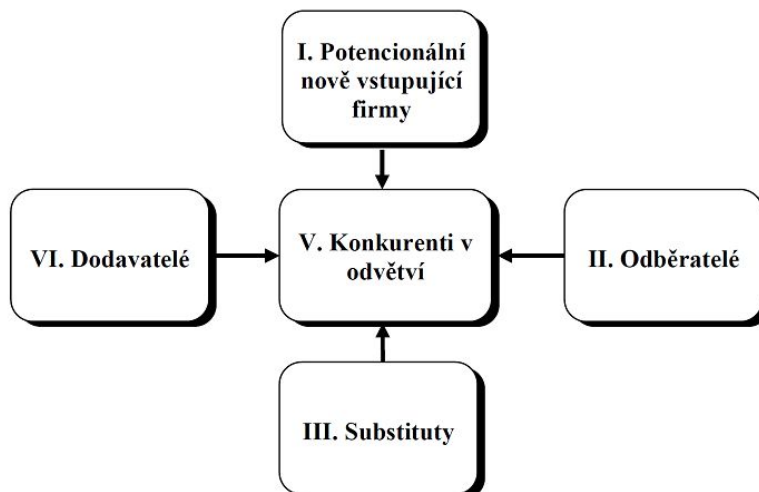 I. Potencionální
nově vstupující
firmy
VI. Dodavatelé
V. Konkurenti v
odvětví
II. Odběratelé
III. Substituty